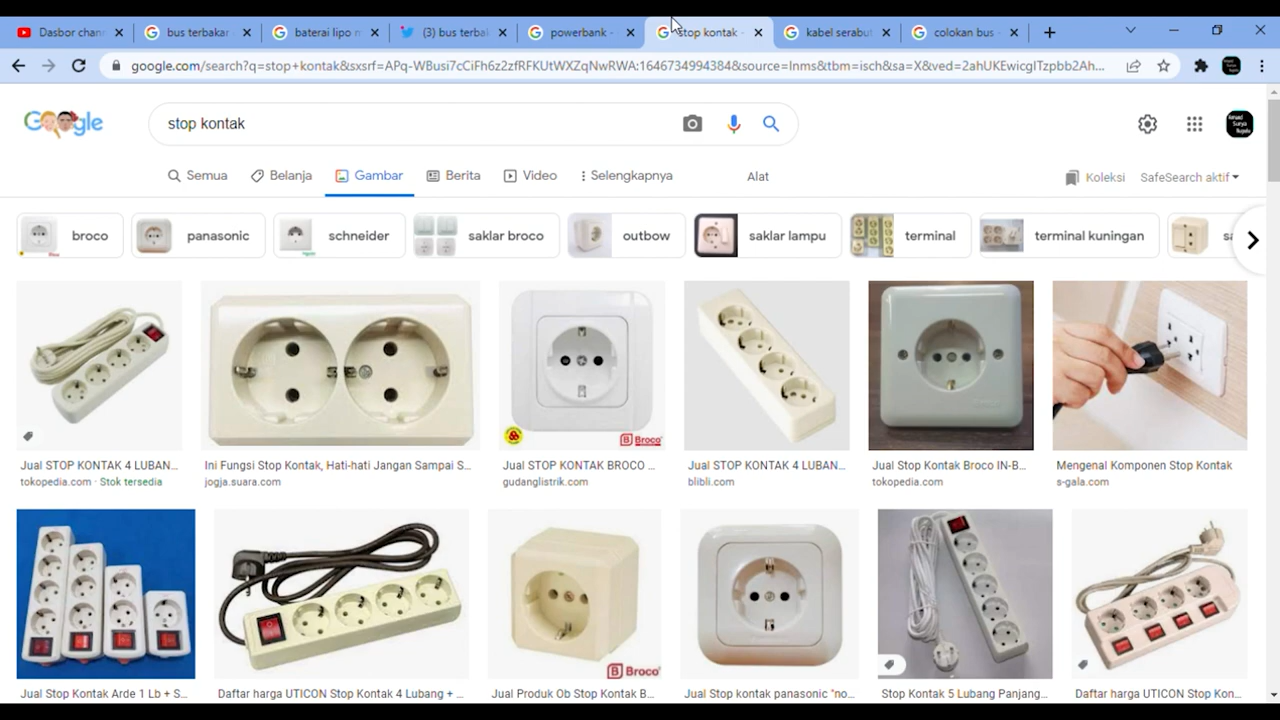 Dasbor chan
bus terbakar
baterai lipo m
(3) bus terba
powerbank -
stop kontak -
kabel serabu
colokan bus -
google.com/search?q=stop+kontak&sxsrf=APq-WBusi7cCiFh6z2zfRFKUtWXZqNwRWA:1646734994384&source=lnms&tbm=isch&sa=X&ved=2ahUKEwicgITzpbb2Ah...
Google
stop kontak
Semua
Belanja
Gambar
Berita
Video
Selengkapnya
Alat
Koleksi
SafeSearch aktif
broco
panasonic
schneider
saklar broco
outbow
saklar lampu
terminal
terminal kuningan
Broco
Jual STOP KONTAK 4 LUBAN...
Ini Fungsi Stop Kontak, Hati-hati Jangan Sampai S...
Jual STOP KONTAK BROCO ...
Jual STOP KONTAK 4 LUBAN...
Jual Stop Kontak Broco IN-B...
Mengenal Komponen Stop Kontak
tokopedia.com · Stok tersedia
jogja.suara.com
gudanglistrik.com
blibli.com
tokopedia.com
s-gala.com
Broco
Jual Stop Kontak Arde 1 Lb + S...
Daftar harga UTICON Stop Kontak 4 Lubang + ...
Jual Produk Ob Stop Kontak B...
Jual Stop kontak panasonic "no...
Stop Kontak 5 Lubang Panjang...
Daftar harga UTICON Stop Kon...